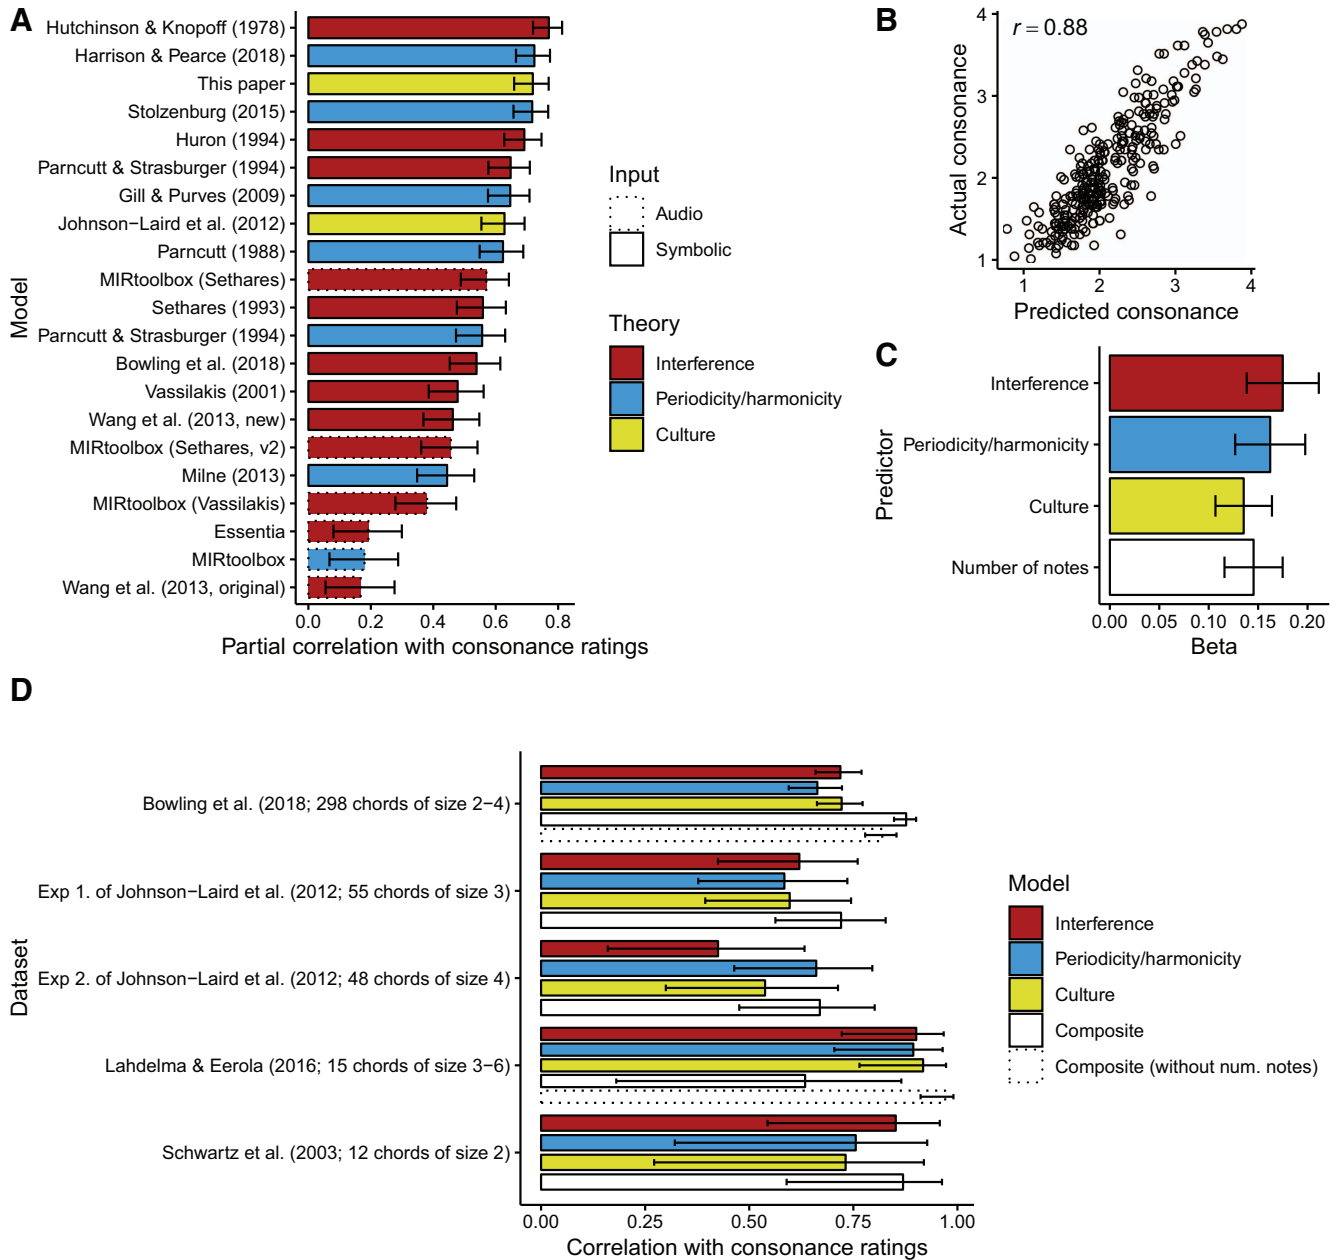 A
Hutchinson & Knopoff (1978)
Harrison & Pearce (2018)
This paper
Stolzenburg (2015)
Huron (1994)
Parncutt & Strasburger (1994)
Gill & Purves (2009)
Johnson−Laird et al. (2012)
Parncutt (1988)
MIRtoolbox (Sethares)
Sethares (1993)
Parncutt & Strasburger (1994)
Bowling et al. (2018)
Vassilakis (2001)
Wang et al. (2013, new)
MIRtoolbox (Sethares, v2)
Milne (2013)
MIRtoolbox (Vassilakis)
Essentia
MIRtoolbox
Wang et al. (2013, original)
Model
0.0 0.2 0.4 0.6 0.8
Partial correlation with consonance ratings
Input
Audio
Symbolic
Theory
Interference
Periodicity/harmonicity
Culture
B
r = 0.88
4
3
2
1
Actual consonance
1 2 3 4
Predicted consonance
C
Interference
Periodicity/harmonicity
Culture
Number of notes
Predictor
0.00 0.05 0.10 0.15 0.20
Beta
D
Bowling et al. (2018; 298 chords of size 2−4)
Exp 1. of Johnson−Laird et al. (2012; 55 chords of size 3)
Exp 2. of Johnson−Laird et al. (2012; 48 chords of size 4)
Lahdelma & Eerola (2016; 15 chords of size 3−6)
Schwartz et al. (2003; 12 chords of size 2)
Dataset
0.00 0.25 0.50 0.75 1.00
Correlation with consonance ratings
Model
Interference
Periodicity/harmonicity
Culture
Composite
Composite (without num. notes)